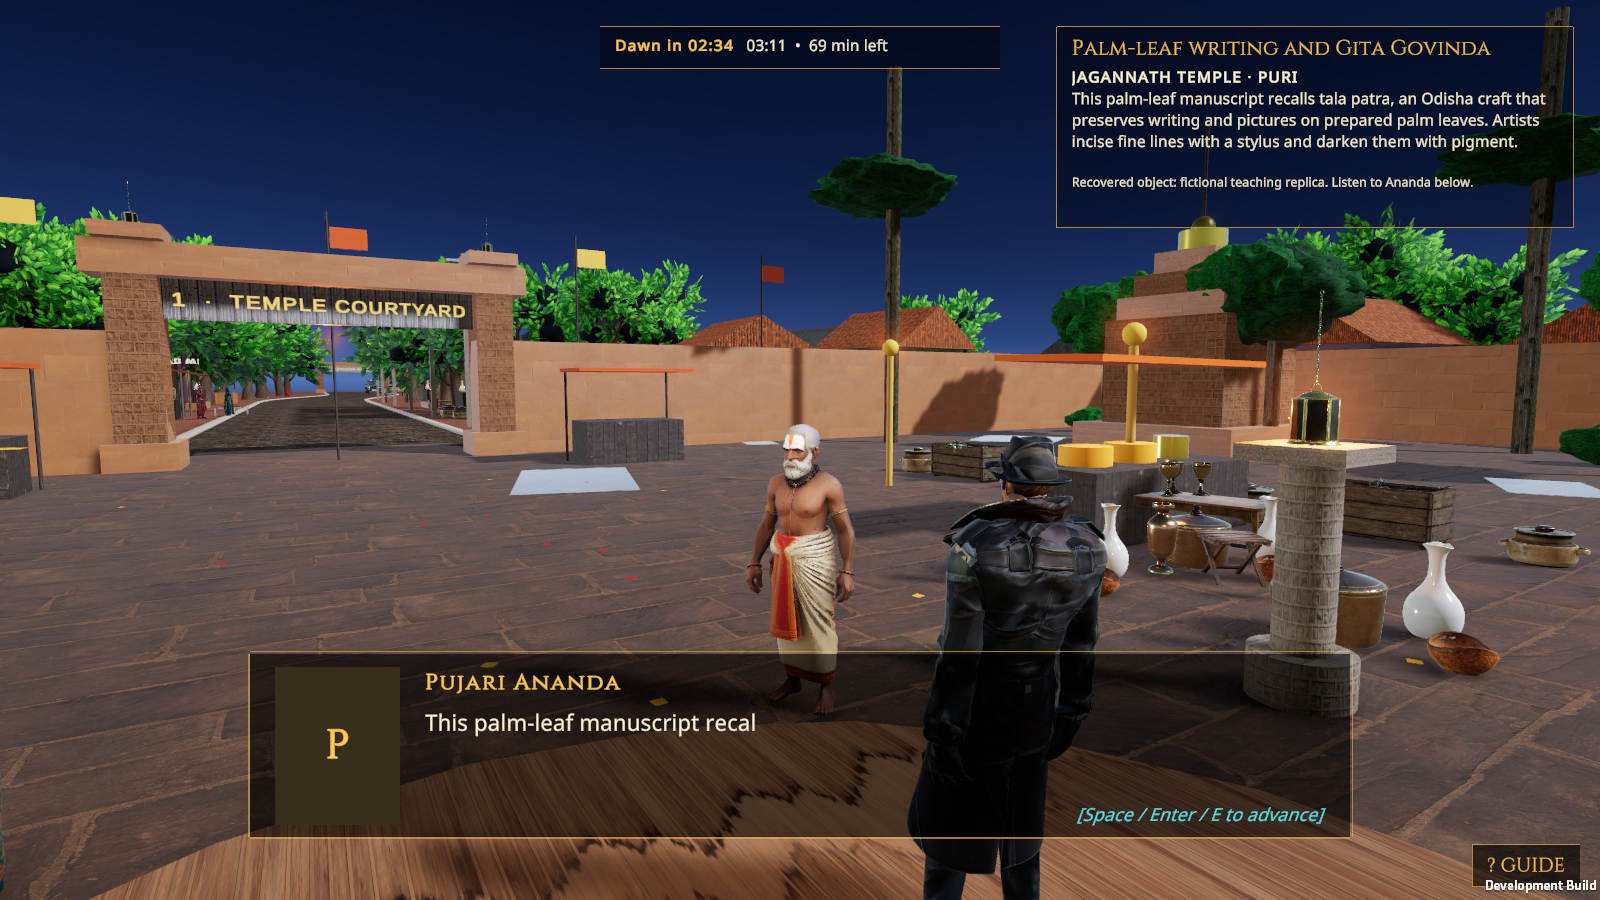 Dawn in 02:34 03:11 • 69 min left
Palm-leaf writing and Gita Govinda
JAGANNATH TEMPLE · PURI
This palm-leaf manuscript recalls tala patra, an Odisha craft that
preserves writing and pictures on prepared palm leaves. Artists
incise fine lines with a stylus and darken them with pigment.
Recovered object: fictional teaching replica. Listen to Ananda below.
1 · TEMPLE COURTYARD
P
Pujari Ananda
This palm-leaf manuscript recal
[Space / Enter / E to advance]
? GUIDE
Development Build